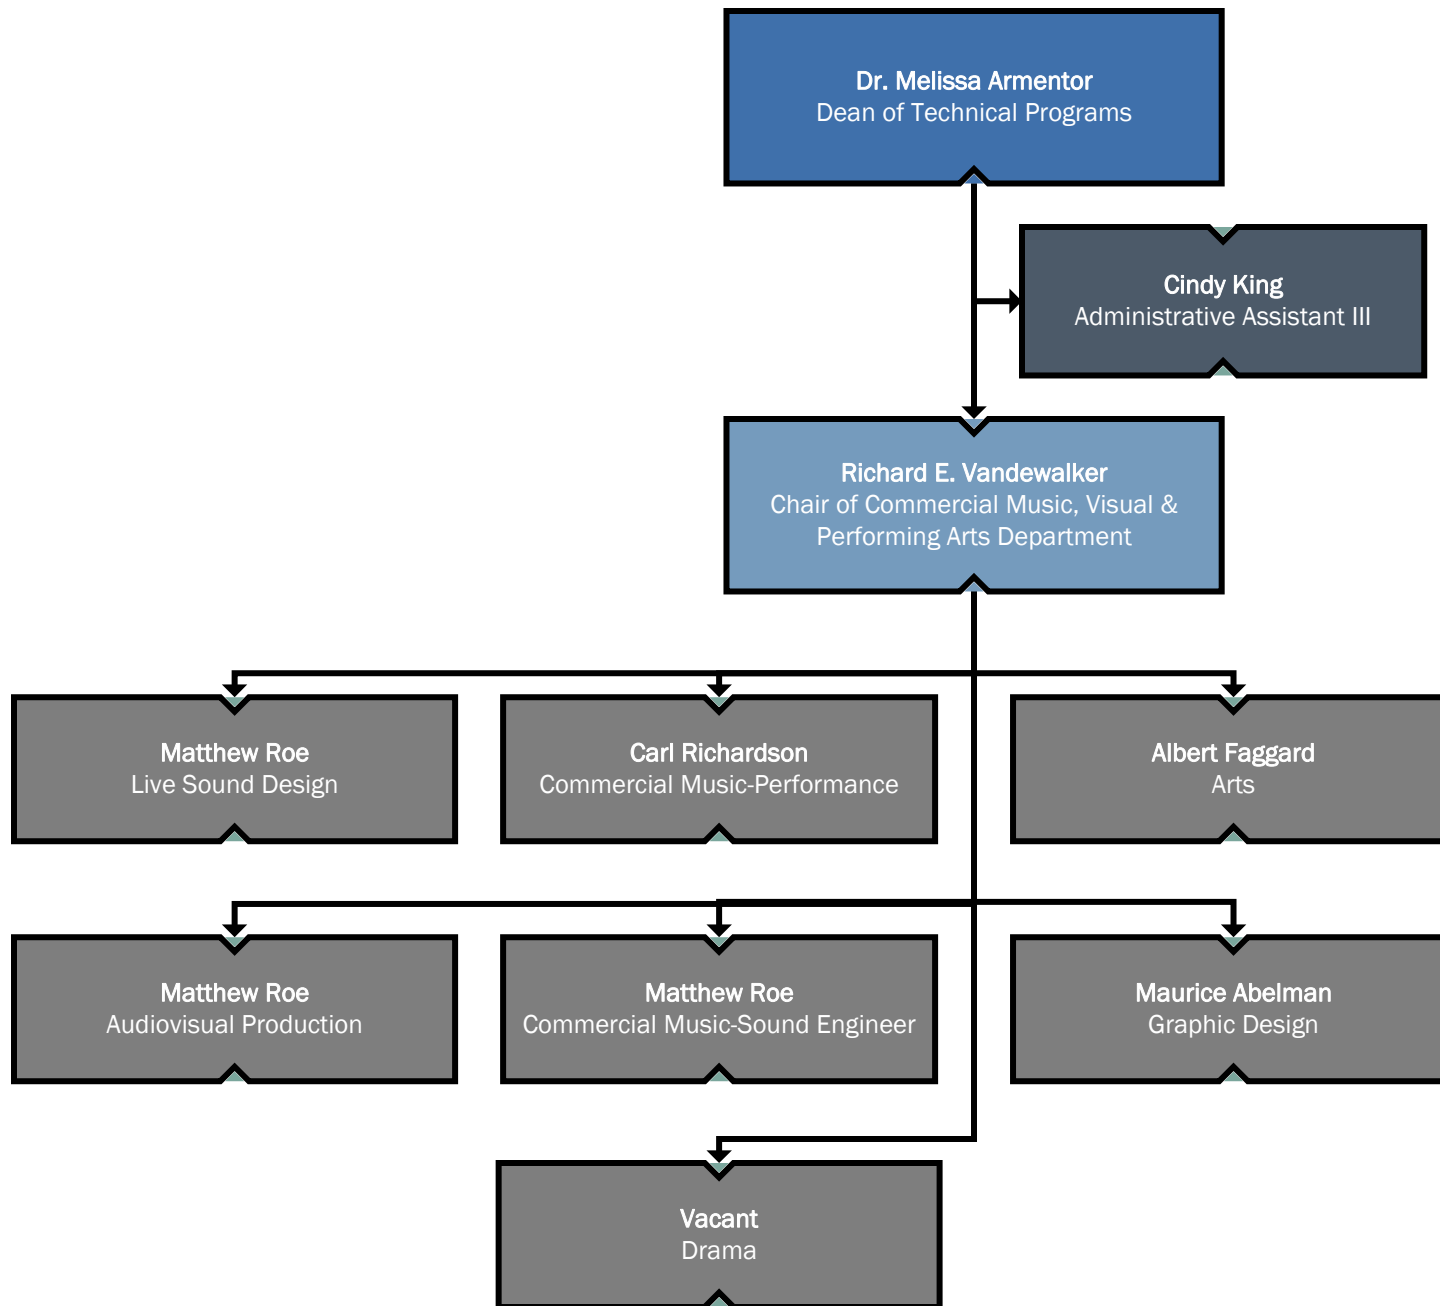 Dr. Melissa Armentor
Dean of Technical Programs
Cindy King
Administrative Assistant III
Richard E. Vandewalker
Chair of Commercial Music, Visual &
Performing Arts Department
Matthew Roe
Live Sound Design
Carl Richardson
Commercial Music-Performance
Albert Faggard
Arts
Matthew Roe
Audiovisual Production
Matthew Roe
Commercial Music-Sound Engineer
Maurice Abelman
Graphic Design
Vacant
Drama